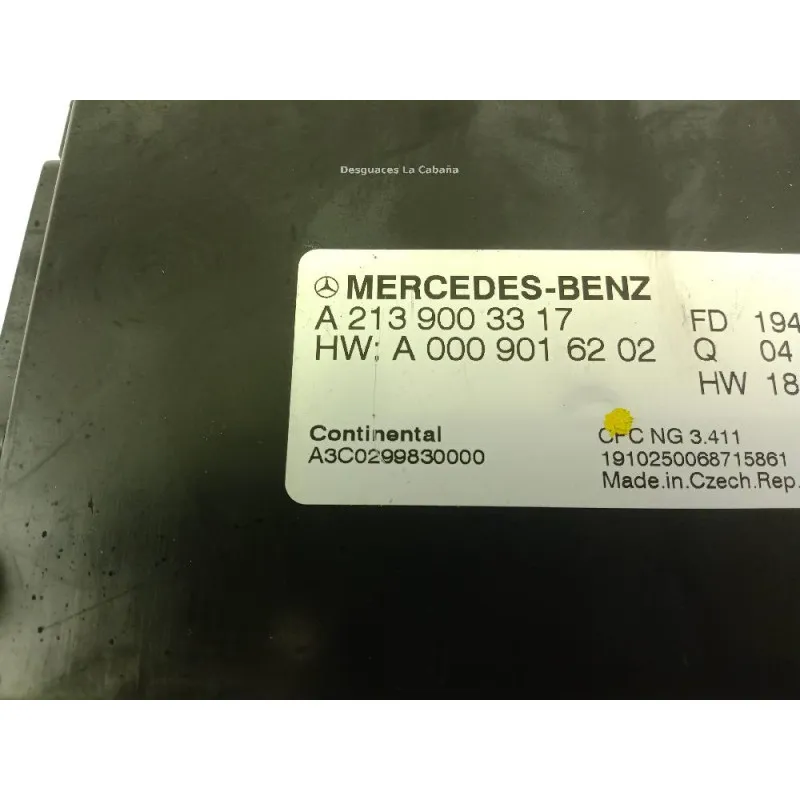 Desguaces La Cabaña
MERCEDES-BENZ
A 213 900 33 17
HW: A 000 901 62 02
FD 194
Q 04
HW 18
Continental
A3C0299830000
CFC NG 3.411
1910250068715861
Made.in.Czech.Rep.